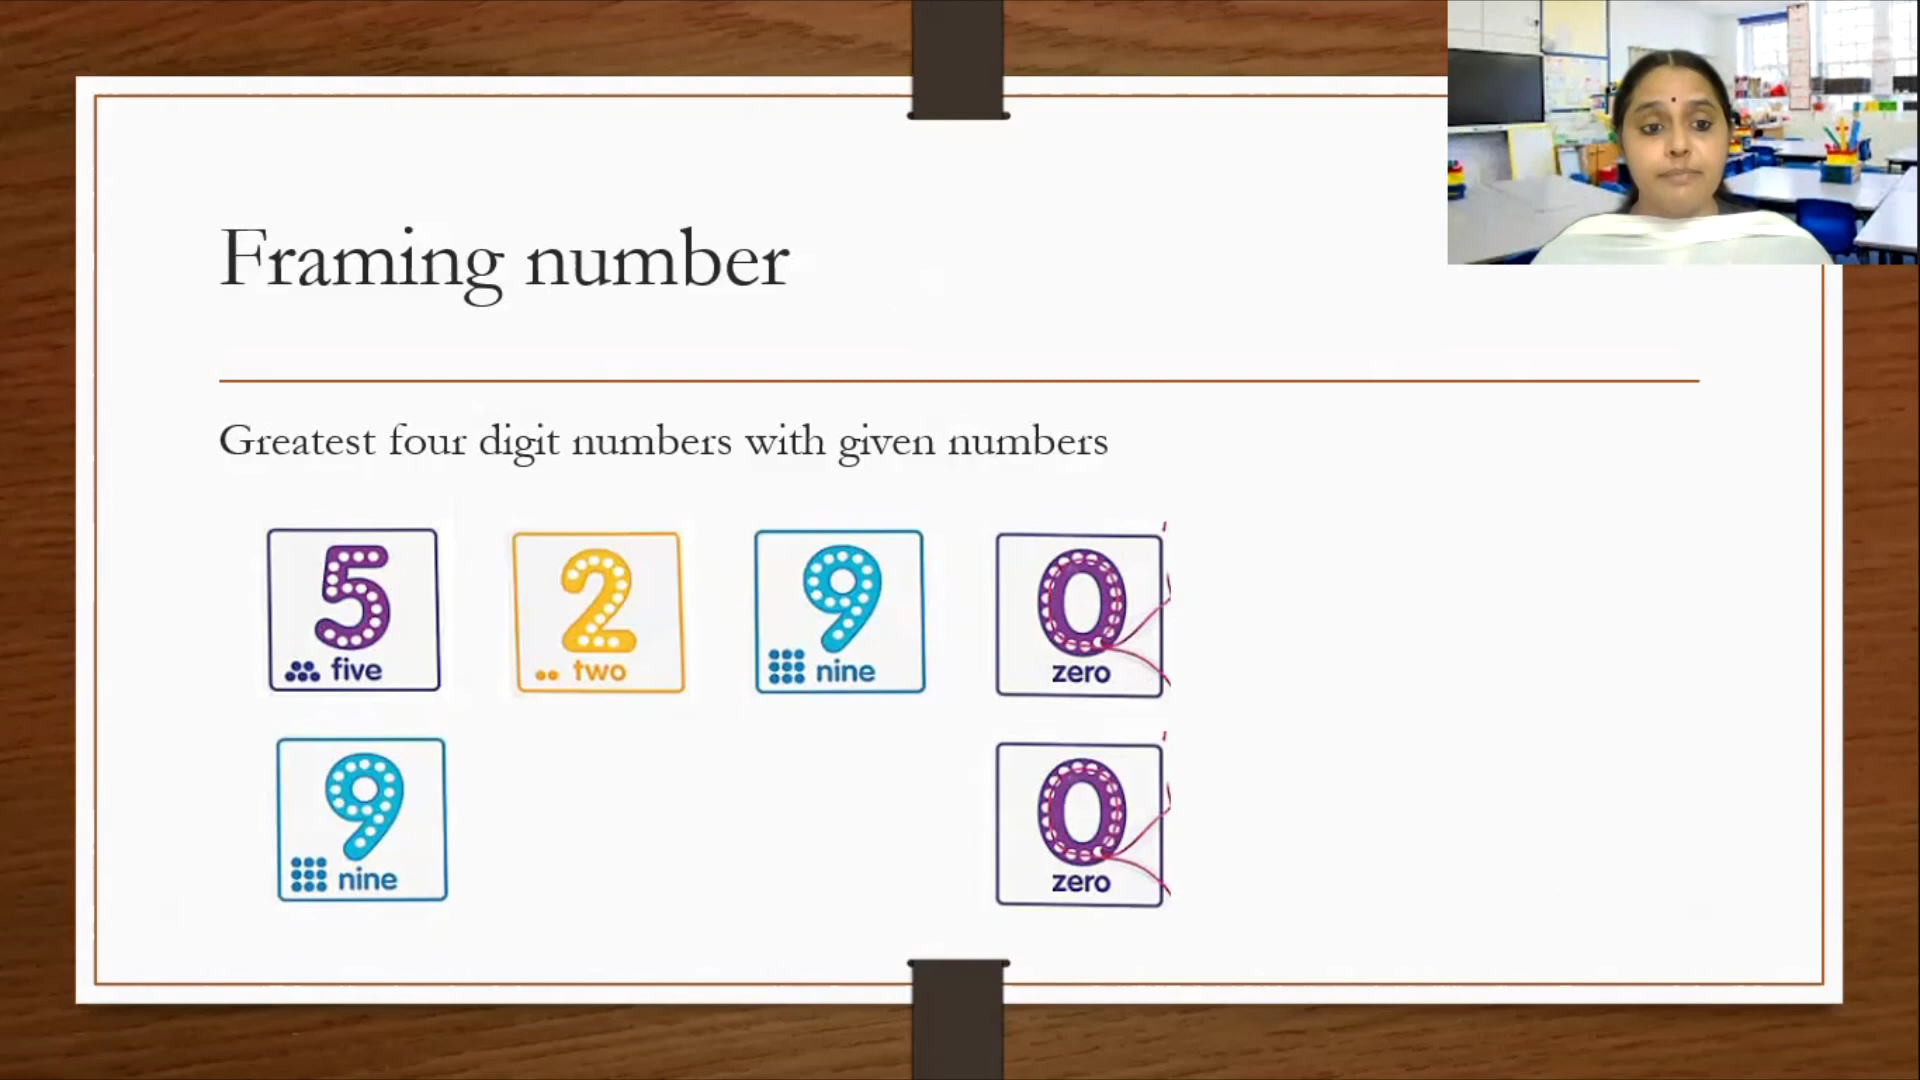 Framing number
Greatest four digit numbers with given numbers
5 2 9 0
five two nine zero
9 0
nine zero